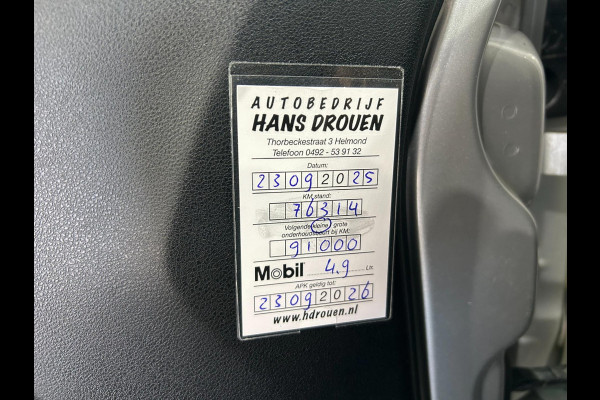 AUTOBEDRIJF
HANS DROUEN
Thorbeckestraat 3 Helmond
Telefoon 0492 - 53 91 32
Datum:
23092025
KM stand:
76314
Volgende kleine / grote
onderhoudsbeurt bij KM:
91000
Mobil 4.9 Ltr.
APK geldig tot:
23092026
www.hdrouen.nl